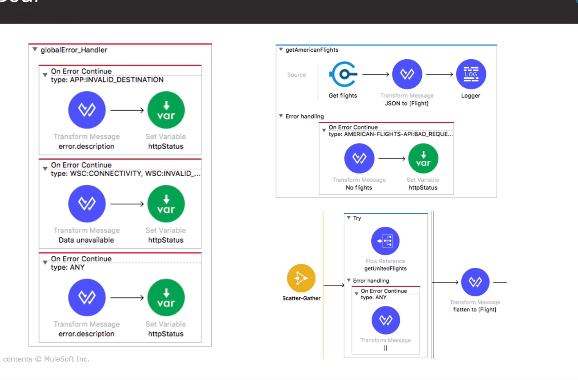 globalError_Handler
On Error Continue
type: APP:INVALID_DESTINATION
Transform Message
error.description
var
Set Variable
httpStatus
On Error Continue
type: WSC:CONNECTIVITY, WSC:INVALID_...
Transform Message
Data unavailable
var
Set Variable
httpStatus
On Error Continue
type: ANY
Transform Message
error.description
var
Set Variable
httpStatus
contents © MuleSoft Inc.
getAmericanFlights
Source
Get flights
Transform Message
JSON to [Flight]
LOG
Logger
Error handling
On Error Continue
type: AMERICAN-FLIGHTS-API:BAD_REQUE...
Transform Message
No flights
var
Set Variable
httpStatus
Scatter-Gather
Try
Flow Reference
getUnitedFlights
Error handling
On Error Continue
type: ANY
Transform Message
[]
Transform Message
flatten to [Flight]